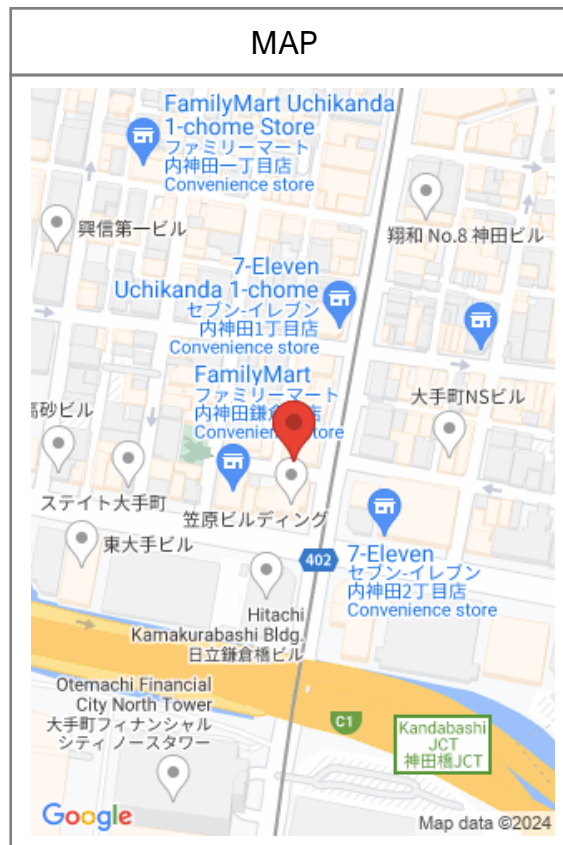 MAP
FamilyMart Uchikanda
1-chome Store
ファミリーマート
内神田一丁目店
Convenience store
興信第一ビル
翔和 No.8 神田ビル
7-Eleven
Uchikanda 1-chome
セブン-イレブン
内神田1丁目店
Convenience store
FamilyMart
ファミリーマート
内神田鎌倉 店
Convenience store
大手町NSビル
高砂ビル
ステイト大手町
笠原ビルディング
東大手ビル
402
7-Eleven
セブン-イレブン
内神田2丁目店
Convenience store
Hitachi
Kamakurabashi Bldg.
日立鎌倉橋ビル
Otemachi Financial
City North Tower
大手町フィナンシャル
シティ ノースタワー
C1
Kandabashi
JCT
神田橋JCT
Google
Map data ©2024